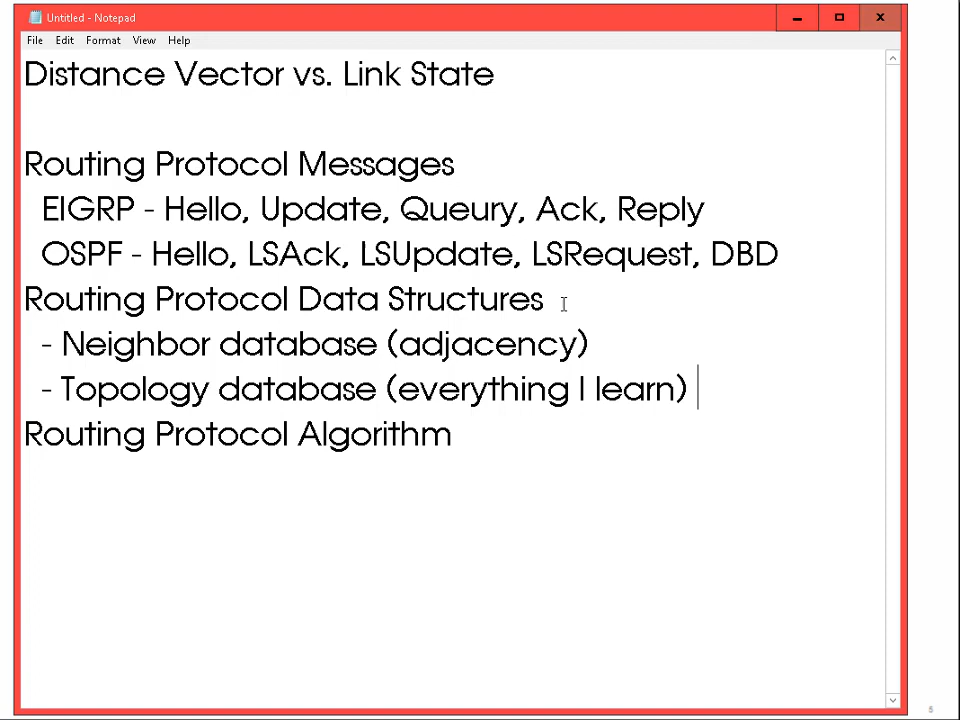 Untitled - Notepad
File Edit Format View Help
Distance Vector vs. Link State
Routing Protocol Messages
EIGRP - Hello, Update, Queury, Ack, Reply
OSPF - Hello, LSAck, LSUpdate, LSRequest, DBD
Routing Protocol Data Structures
- Neighbor database (adjacency)
- Topology database (everything I learn)
Routing Protocol Algorithm